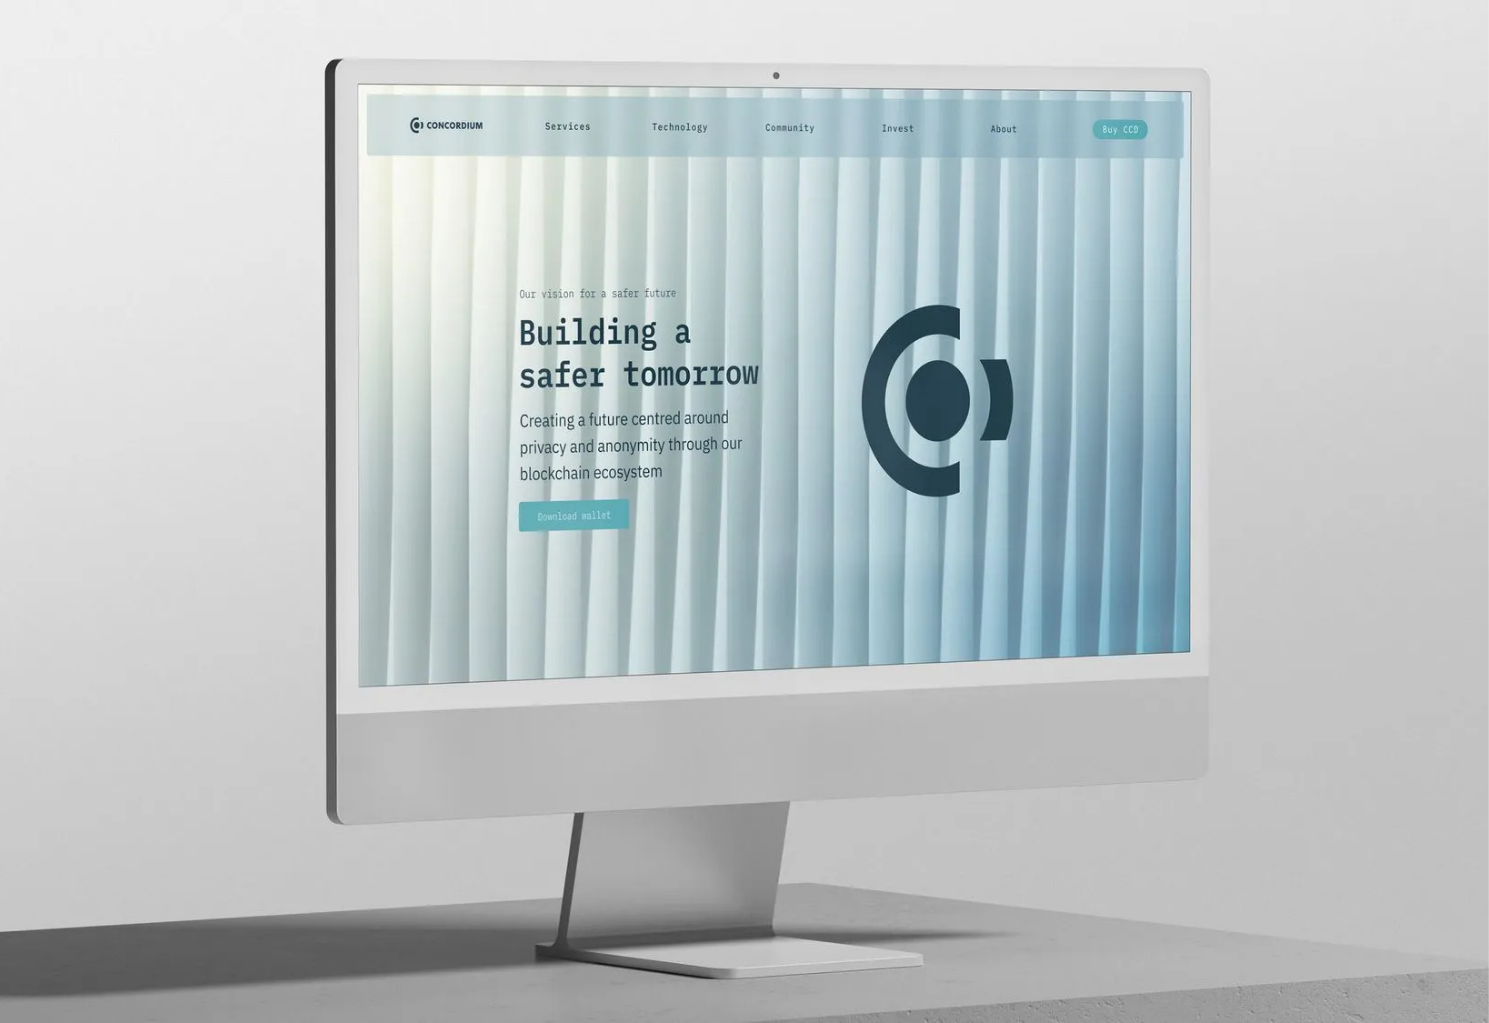 CONCORDIUM
Services
Technology
Community
Invest
About
Buy CCD
Our vision for a safer future
Building a
safer tomorrow
Creating a future centred around
privacy and anonymity through our
blockchain ecosystem
Download wallet